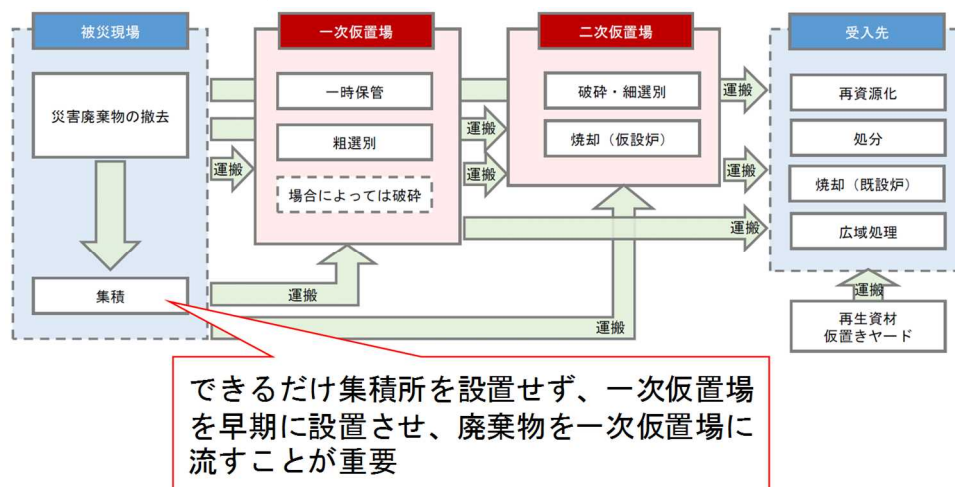 被災現場
災害廃棄物の撤去
集積
一次仮置場
一時保管
粗選別
場合によっては破砕
二次仮置場
破砕・細選別
焼却（仮設炉）
受入先
再資源化
処分
焼却（既設炉）
広域処理
再生資材
仮置きヤード
運搬
運搬
運搬
運搬
運搬
運搬
運搬
運搬
運搬
できるだけ集積所を設置せず、一次仮置場
を早期に設置させ、廃棄物を一次仮置場に
流すことが重要